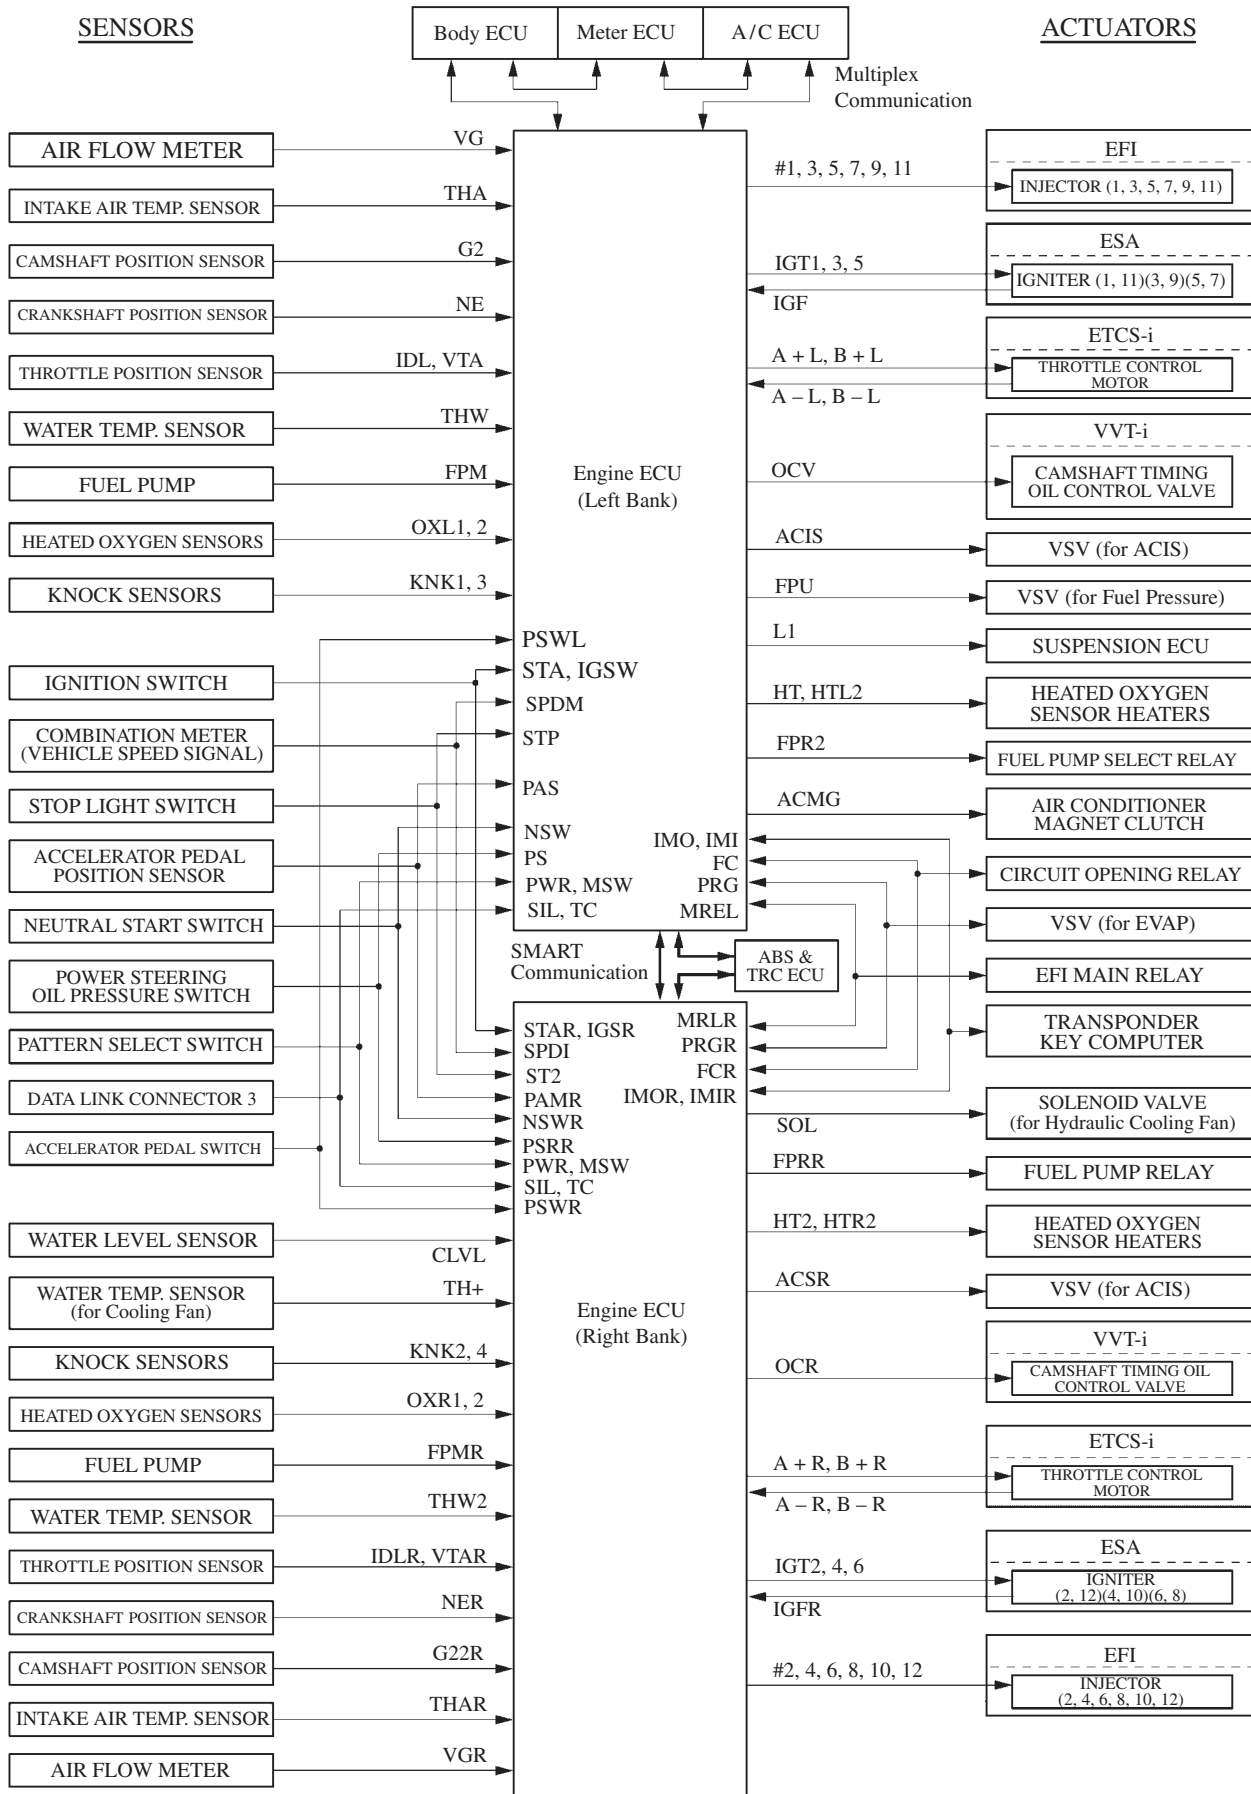 SENSORS
ACTUATORS
Body ECU
Meter ECU
A/C ECU
Multiplex
Communication
AIR FLOW METER
VG
INTAKE AIR TEMP. SENSOR
THA
CAMSHAFT POSITION SENSOR
G2
CRANKSHAFT POSITION SENSOR
NE
THROTTLE POSITION SENSOR
IDL, VTA
WATER TEMP. SENSOR
THW
FUEL PUMP
FPM
HEATED OXYGEN SENSORS
OXL1, 2
KNOCK SENSORS
KNK1, 3
IGNITION SWITCH
COMBINATION METER
(VEHICLE SPEED SIGNAL)
STOP LIGHT SWITCH
ACCELERATOR PEDAL
POSITION SENSOR
NEUTRAL START SWITCH
POWER STEERING
OIL PRESSURE SWITCH
PATTERN SELECT SWITCH
DATA LINK CONNECTOR 3
ACCELERATOR PEDAL SWITCH
WATER LEVEL SENSOR
CLVL
WATER TEMP. SENSOR
(for Cooling Fan)
TH+
KNOCK SENSORS
KNK2, 4
HEATED OXYGEN SENSORS
OXR1, 2
FUEL PUMP
FPMR
WATER TEMP. SENSOR
THW2
THROTTLE POSITION SENSOR
IDLR, VTAR
CRANKSHAFT POSITION SENSOR
NER
CAMSHAFT POSITION SENSOR
G22R
INTAKE AIR TEMP. SENSOR
THAR
AIR FLOW METER
VGR
Engine ECU
(Left Bank)
PSWL
STA, IGSW
SPDM
STP
PAS
NSW
PS
PWR, MSW
SIL, TC
IMO, IMI
FC
PRG
MREL
SMART
Communication
ABS &
TRC ECU
STAR, IGSR
SPDI
ST2
PAMR
NSWR
PSRR
PWR, MSW
SIL, TC
PSWR
MRLR
PRGR
FCR
IMOR, IMIR
Engine ECU
(Right Bank)
#1, 3, 5, 7, 9, 11
EFI
INJECTOR (1, 3, 5, 7, 9, 11)
IGT1, 3, 5
IGF
ESA
IGNITER (1, 11)(3, 9)(5, 7)
A + L, B + L
A – L, B – L
ETCS-i
THROTTLE CONTROL
MOTOR
OCV
VVT-i
CAMSHAFT TIMING
OIL CONTROL VALVE
ACIS
VSV (for ACIS)
FPU
VSV (for Fuel Pressure)
L1
SUSPENSION ECU
HT, HTL2
HEATED OXYGEN
SENSOR HEATERS
FPR2
FUEL PUMP SELECT RELAY
ACMG
AIR CONDITIONER
MAGNET CLUTCH
CIRCUIT OPENING RELAY
VSV (for EVAP)
EFI MAIN RELAY
TRANSPONDER
KEY COMPUTER
SOL
SOLENOID VALVE
(for Hydraulic Cooling Fan)
FPRR
FUEL PUMP RELAY
HT2, HTR2
HEATED OXYGEN
SENSOR HEATERS
ACSR
VSV (for ACIS)
OCR
VVT-i
CAMSHAFT TIMING OIL
CONTROL VALVE
A + R, B + R
A – R, B – R
ETCS-i
THROTTLE CONTROL
MOTOR
IGT2, 4, 6
IGFR
ESA
IGNITER
(2, 12)(4, 10)(6, 8)
#2, 4, 6, 8, 10, 12
EFI
INJECTOR
(2, 4, 6, 8, 10, 12)